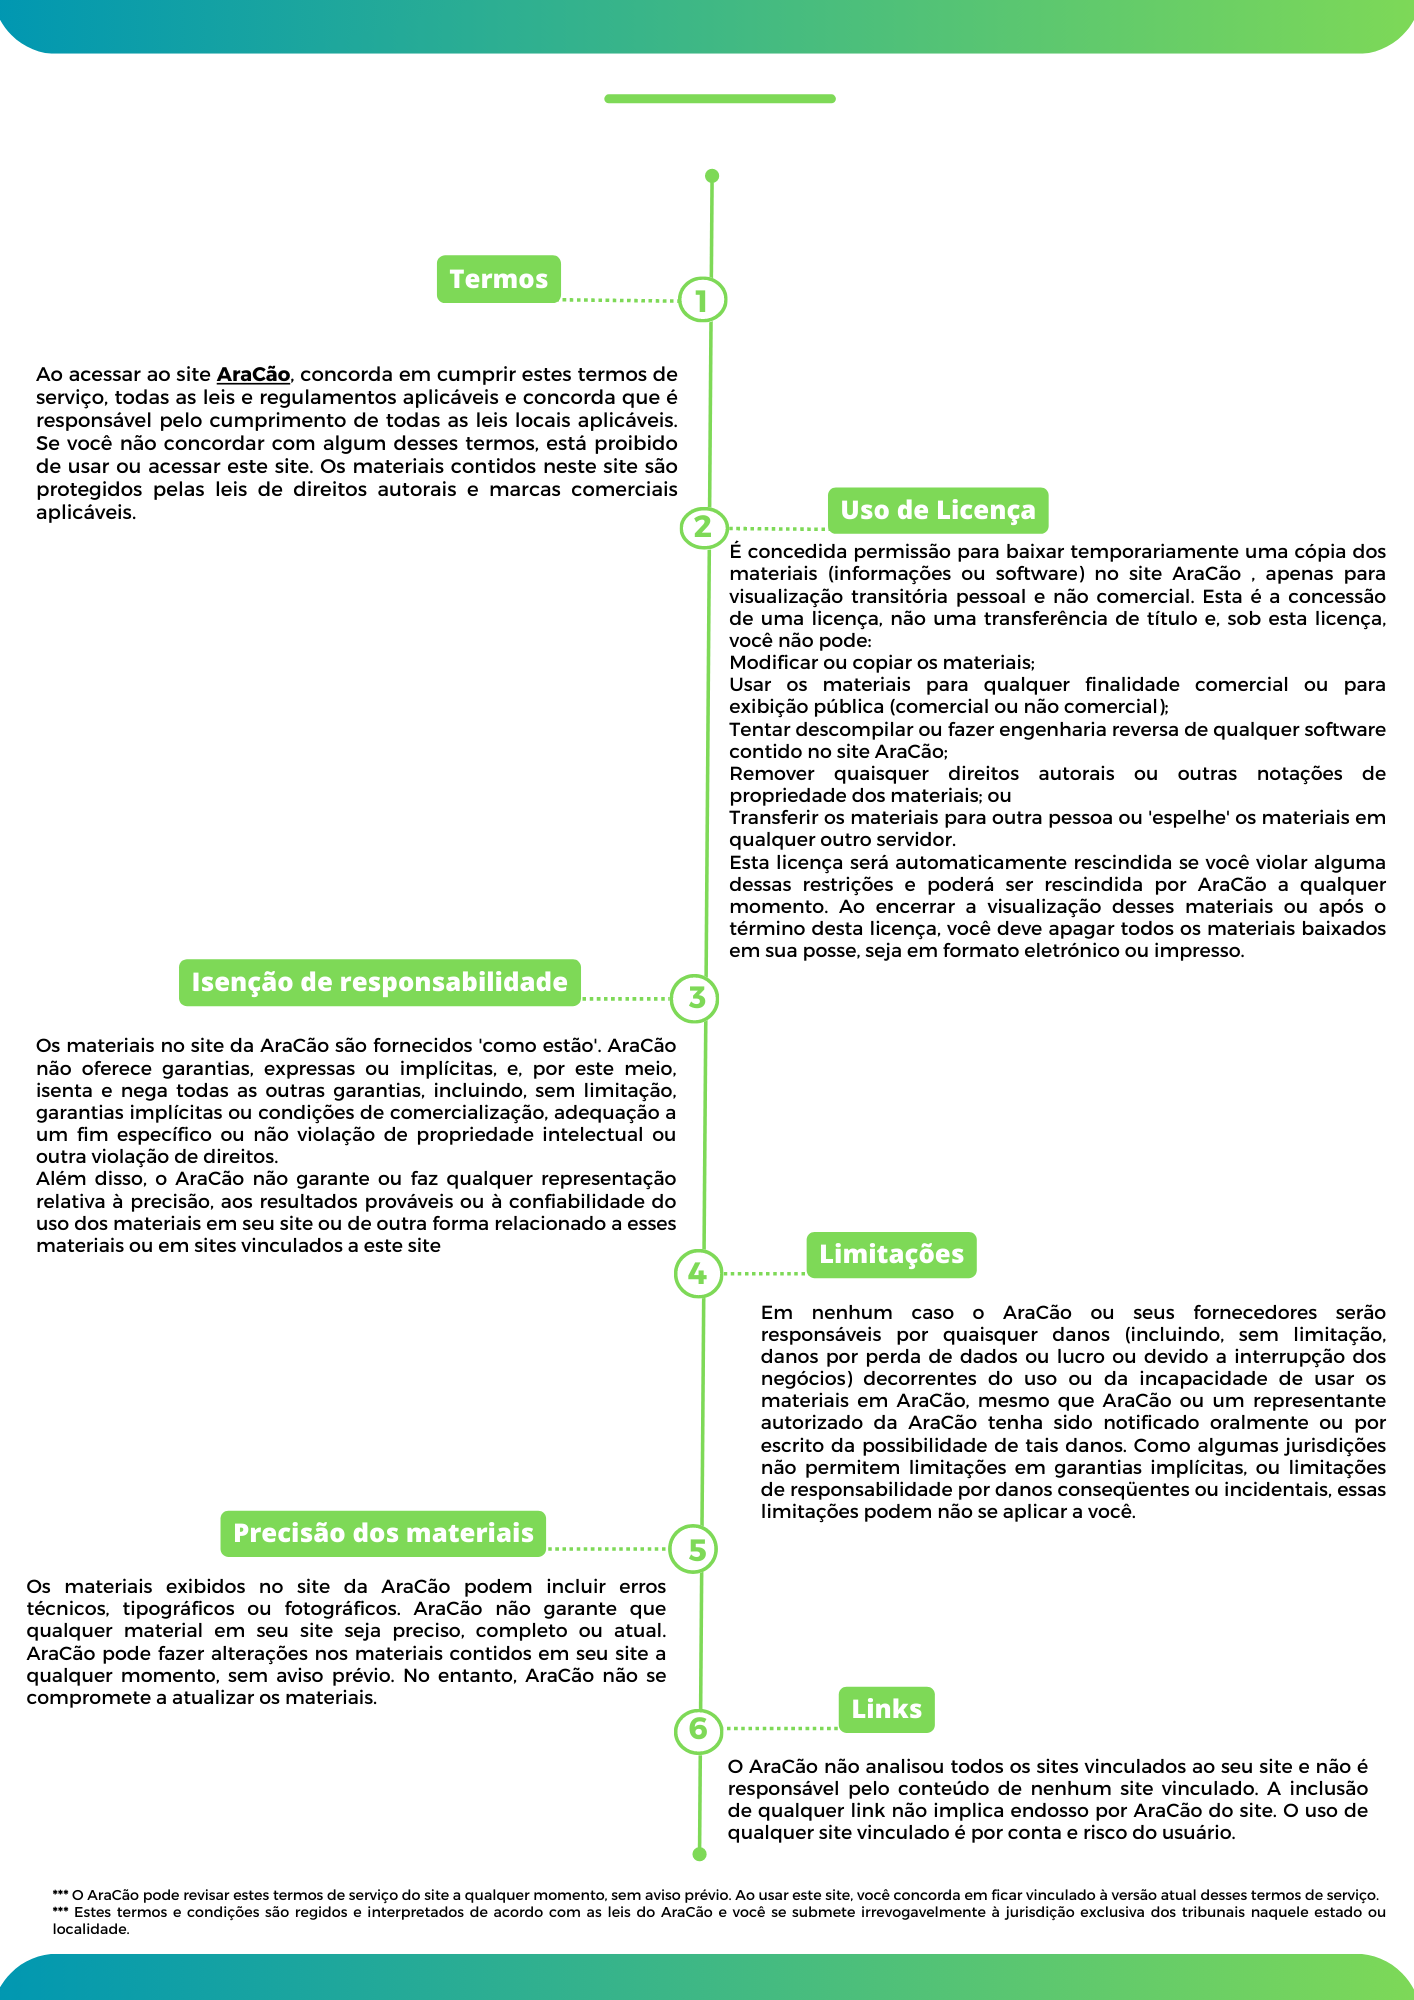 Termos
1
Ao acessar ao site AraCão, concorda em cumprir estes termos de
serviço, todas as leis e regulamentos aplicáveis e concorda que é
responsável pelo cumprimento de todas as leis locais aplicáveis.
Se você não concordar com algum desses termos, está proibido
de usar ou acessar este site. Os materiais contidos neste site são
protegidos pelas leis de direitos autorais e marcas comerciais
aplicáveis.
2
Uso de Licença
É concedida permissão para baixar temporariamente uma cópia dos
materiais (informações ou software) no site AraCão , apenas para
visualização transitória pessoal e não comercial. Esta é a concessão
de uma licença, não uma transferência de título e, sob esta licença,
você não pode:
Modificar ou copiar os materiais;
Usar os materiais para qualquer finalidade comercial ou para
exibição pública (comercial ou não comercial);
Tentar descompilar ou fazer engenharia reversa de qualquer software
contido no site AraCão;
Remover quaisquer direitos autorais ou outras notações de
propriedade dos materiais; ou
Transferir os materiais para outra pessoa ou 'espelhe' os materiais em
qualquer outro servidor.
Esta licença será automaticamente rescindida se você violar alguma
dessas restrições e poderá ser rescindida por AraCão a qualquer
momento. Ao encerrar a visualização desses materiais ou após o
término desta licença, você deve apagar todos os materiais baixados
em sua posse, seja em formato eletrónico ou impresso.
Isenção de responsabilidade
3
Os materiais no site da AraCão são fornecidos 'como estão'. AraCão
não oferece garantias, expressas ou implícitas, e, por este meio,
isenta e nega todas as outras garantias, incluindo, sem limitação,
garantias implícitas ou condições de comercialização, adequação a
um fim específico ou não violação de propriedade intelectual ou
outra violação de direitos.
Além disso, o AraCão não garante ou faz qualquer representação
relativa à precisão, aos resultados prováveis ou à confiabilidade do
uso dos materiais em seu site ou de outra forma relacionado a esses
materiais ou em sites vinculados a este site
4
Limitações
Em nenhum caso o AraCão ou seus fornecedores serão
responsáveis por quaisquer danos (incluindo, sem limitação,
danos por perda de dados ou lucro ou devido a interrupção dos
negócios) decorrentes do uso ou da incapacidade de usar os
materiais em AraCão, mesmo que AraCão ou um representante
autorizado da AraCão tenha sido notificado oralmente ou por
escrito da possibilidade de tais danos. Como algumas jurisdições
não permitem limitações em garantias implícitas, ou limitações
de responsabilidade por danos conseqüentes ou incidentais, essas
limitações podem não se aplicar a você.
Precisão dos materiais
5
Os materiais exibidos no site da AraCão podem incluir erros
técnicos, tipográficos ou fotográficos. AraCão não garante que
qualquer material em seu site seja preciso, completo ou atual.
AraCão pode fazer alterações nos materiais contidos em seu site a
qualquer momento, sem aviso prévio. No entanto, AraCão não se
compromete a atualizar os materiais.
6
Links
O AraCão não analisou todos os sites vinculados ao seu site e não é
responsável pelo conteúdo de nenhum site vinculado. A inclusão
de qualquer link não implica endosso por AraCão do site. O uso de
qualquer site vinculado é por conta e risco do usuário.
*** O AraCão pode revisar estes termos de serviço do site a qualquer momento, sem aviso prévio. Ao usar este site, você concorda em ficar vinculado à versão atual desses termos de serviço.
*** Estes termos e condições são regidos e interpretados de acordo com as leis do AraCão e você se submete irrevogavelmente à jurisdição exclusiva dos tribunais naquele estado ou
localidade.